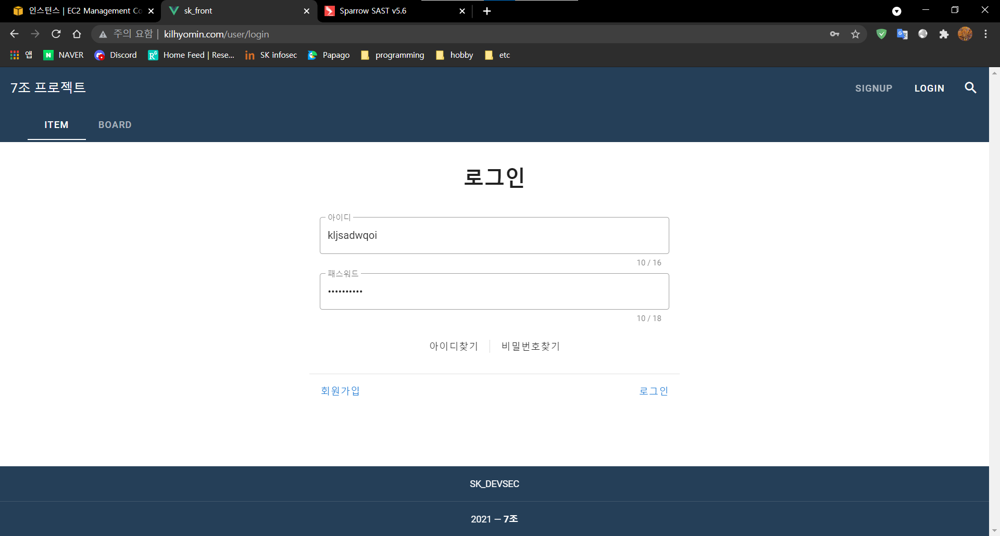 인스턴스 | EC2 Management Co
sk_front
Sparrow SAST v5.6
주의 요함 | kilhyomin.com/user/login
앱
NAVER
Discord
Home Feed | Rese...
SK infosec
Papago
programming
hobby
etc
7조 프로젝트
SIGNUP
LOGIN
ITEM
BOARD
로그인
아이디
kljsadwqoi
10 / 16
패스워드
••••••••••
10 / 18
아이디찾기
비밀번호찾기
회원가입
로그인
SK_DEVSEC
2021 — 7조